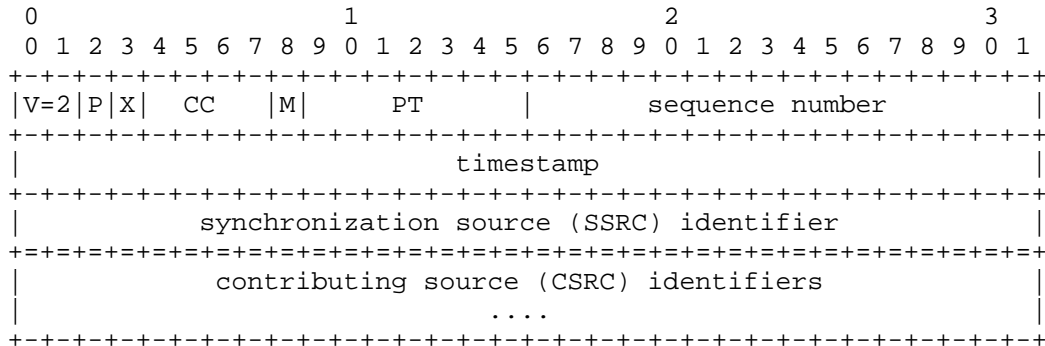 0                   1                   2                   3
 0 1 2 3 4 5 6 7 8 9 0 1 2 3 4 5 6 7 8 9 0 1 2 3 4 5 6 7 8 9 0 1
+-+-+-+-+-+-+-+-+-+-+-+-+-+-+-+-+-+-+-+-+-+-+-+-+-+-+-+-+-+-+-+-+
|V=2|P|X|  CC   |M|     PT      |       sequence number         |
+-+-+-+-+-+-+-+-+-+-+-+-+-+-+-+-+-+-+-+-+-+-+-+-+-+-+-+-+-+-+-+-+
|                           timestamp                           |
+-+-+-+-+-+-+-+-+-+-+-+-+-+-+-+-+-+-+-+-+-+-+-+-+-+-+-+-+-+-+-+-+
|           synchronization source (SSRC) identifier            |
+=+=+=+=+=+=+=+=+=+=+=+=+=+=+=+=+=+=+=+=+=+=+=+=+=+=+=+=+=+=+=+=+
|            contributing source (CSRC) identifiers             |
|                             ....                              |
+-+-+-+-+-+-+-+-+-+-+-+-+-+-+-+-+-+-+-+-+-+-+-+-+-+-+-+-+-+-+-+-+